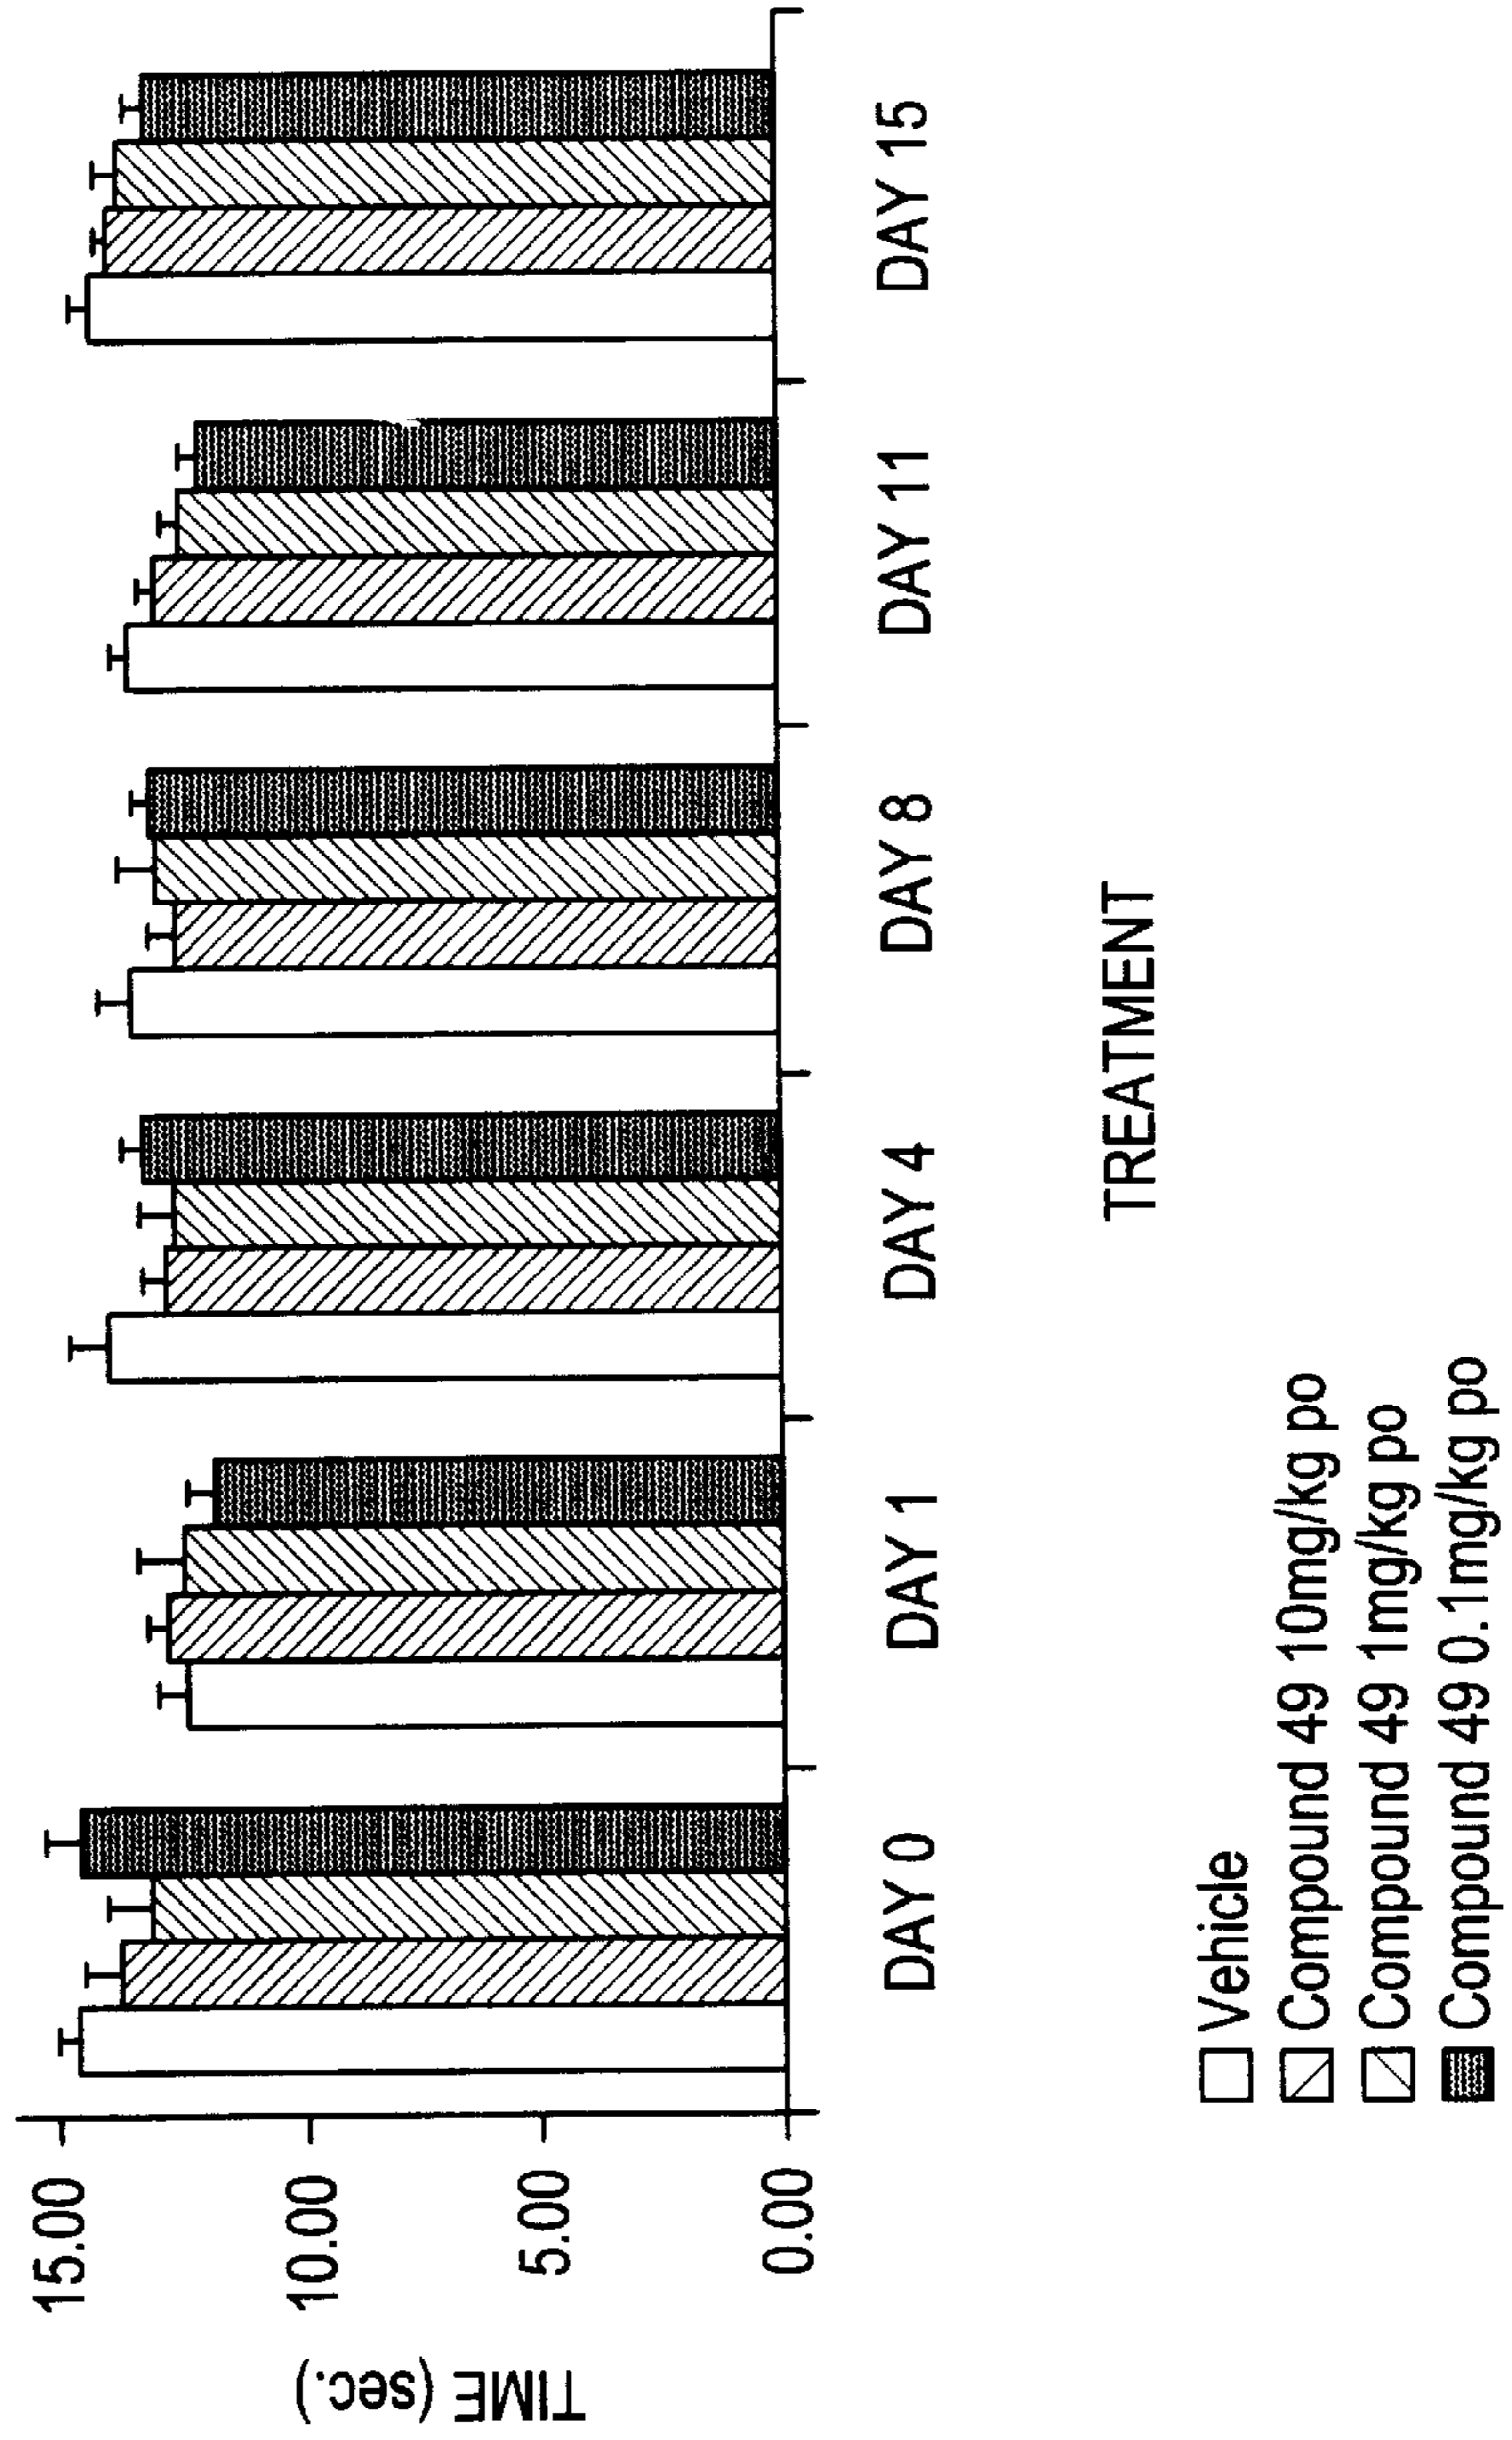 TIME (sec.)
15.00
10.00
5.00
0.00
DAY 0
DAY 1
DAY 4
DAY 8
DAY 11
DAY 15
TREATMENT
Vehicle
Compound 49 10mg/kg po
Compound 49 1mg/kg po
Compound 49 0.1mg/kg po